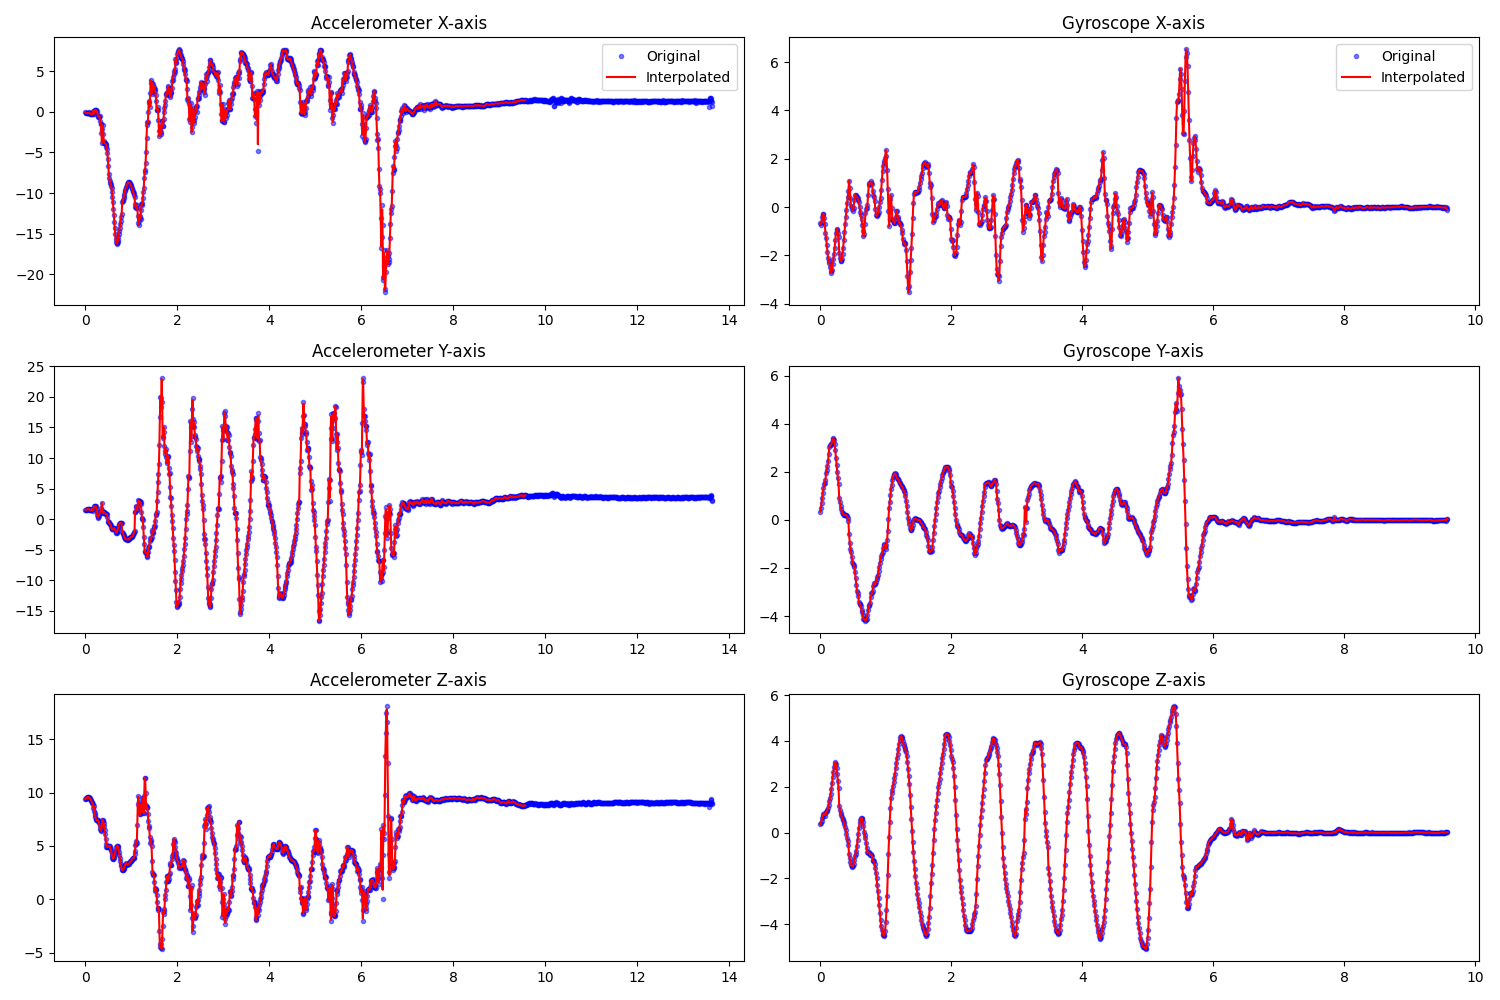 Accelerometer X-axis
5
0
−5
−10
−15
−20
0 2 4 6 8 10 12 14
Original
Interpolated
Gyroscope X-axis
6
4
2
0
−2
−4
0 2 4 6 8 10
Original
Interpolated
Accelerometer Y-axis
25
20
15
10
5
0
−5
−10
−15
0 2 4 6 8 10 12 14
Gyroscope Y-axis
6
4
2
0
−2
−4
0 2 4 6 8 10
Accelerometer Z-axis
15
10
5
0
−5
0 2 4 6 8 10 12 14
Gyroscope Z-axis
6
4
2
0
−2
−4
0 2 4 6 8 10